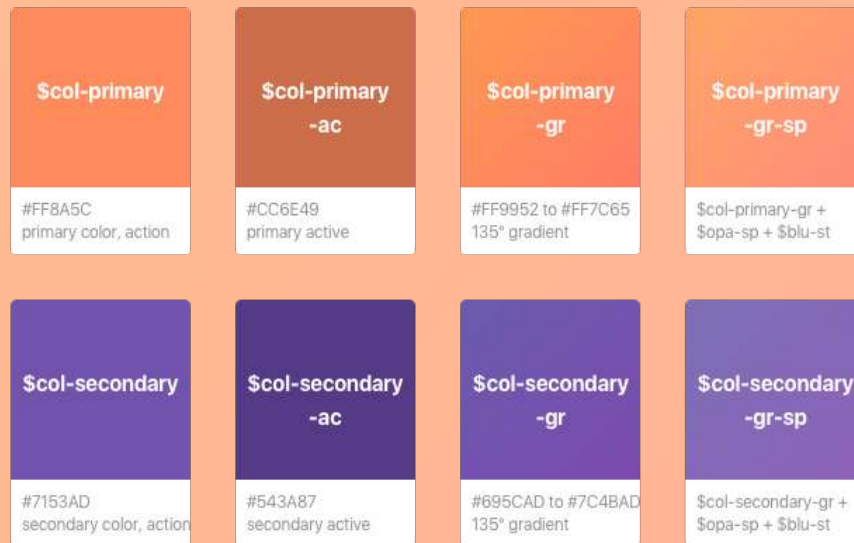 $col-primary
#FF8A5C
primary color, action
$col-primary
-ac
#CC6E49
primary active
$col-primary
-gr
#FF9952 to #FF7C65
135° gradient
$col-primary
-gr-sp
$col-primary-gr +
$opa-sp + $blu-st
$col-secondary
#7153AD
secondary color, action
$col-secondary
-ac
#543A87
secondary active
$col-secondary
-gr
#695CAD to #7C4BAD
135° gradient
$col-secondary
-gr-sp
$col-secondary-gr +
$opa-sp + $blu-st